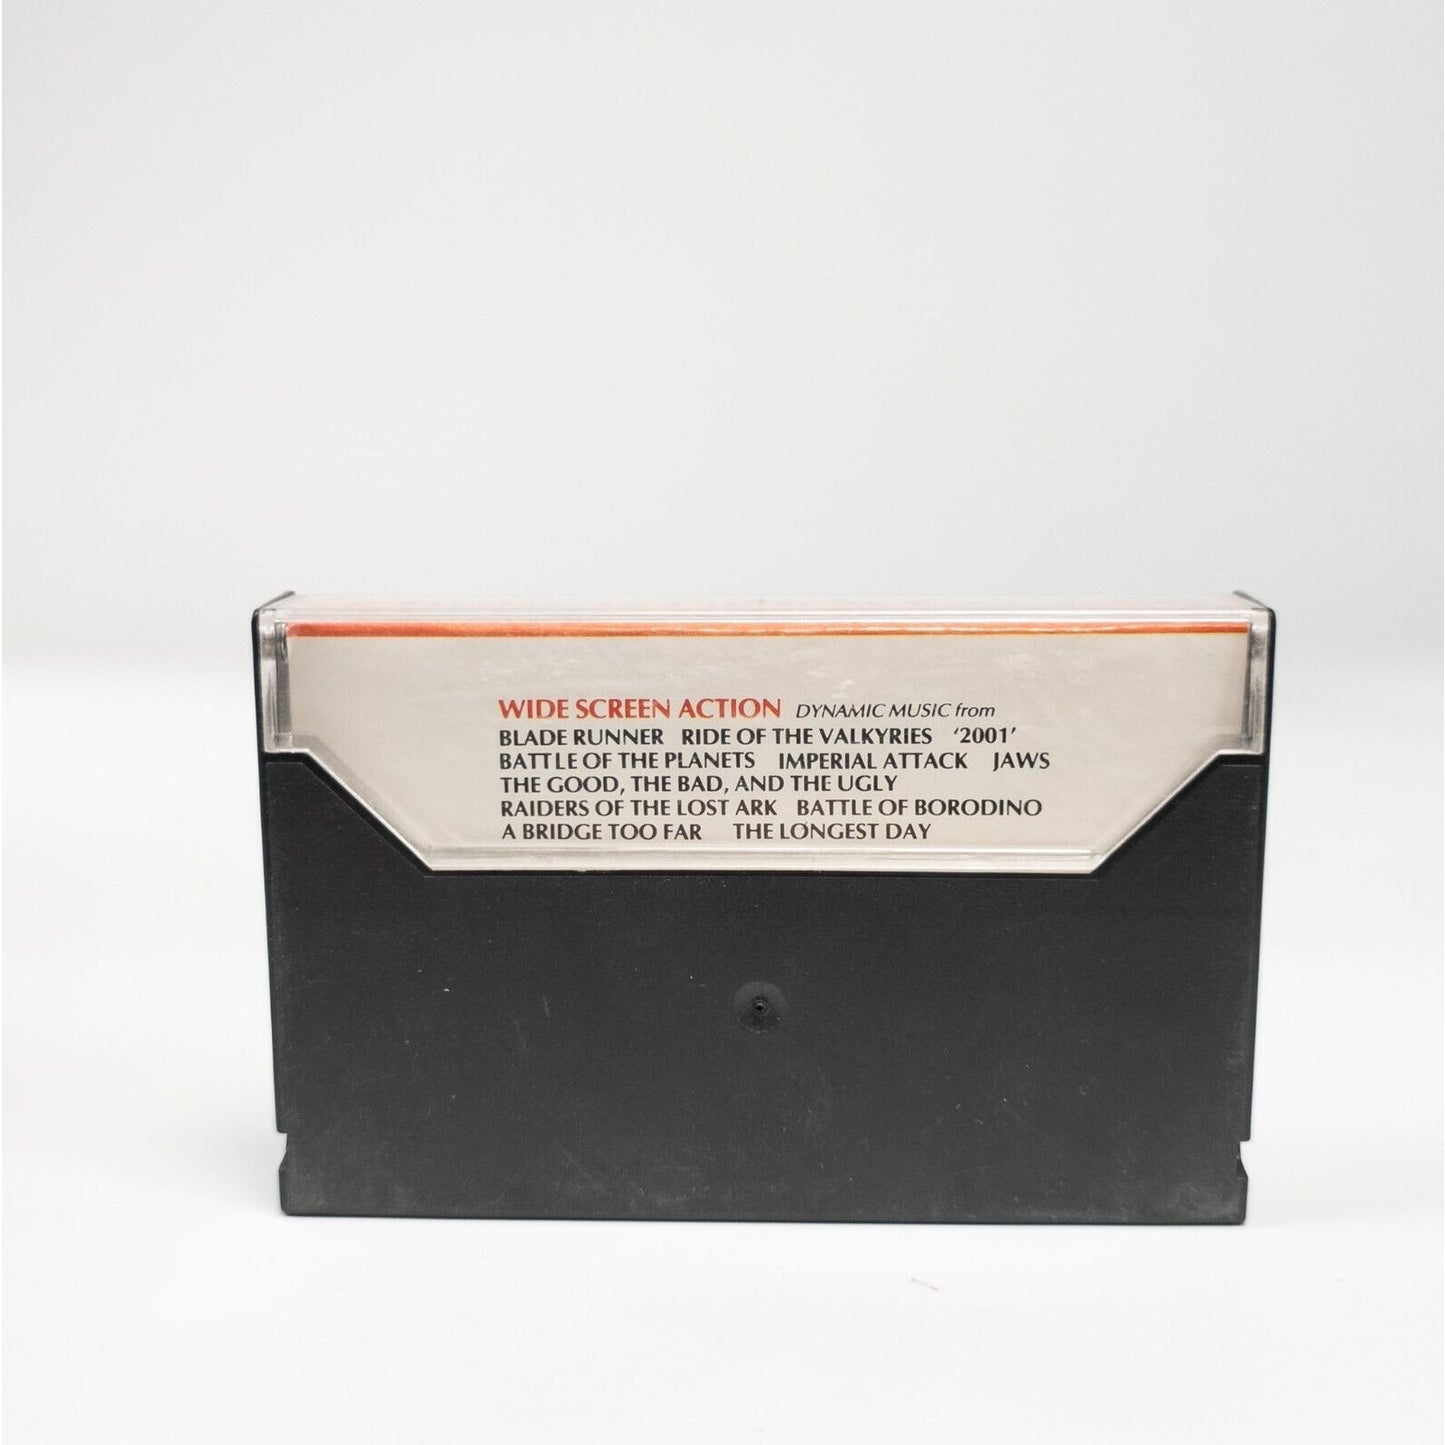 WIDE SCREEN ACTION DYNAMIC MUSIC from
BLADE RUNNER RIDE OF THE VALKYRIES ‘2001’
BATTLE OF THE PLANETS IMPERIAL ATTACK JAWS
THE GOOD, THE BAD, AND THE UGLY
RAIDERS OF THE LOST ARK BATTLE OF BORODINO
A BRIDGE TOO FAR THE LONGEST DAY